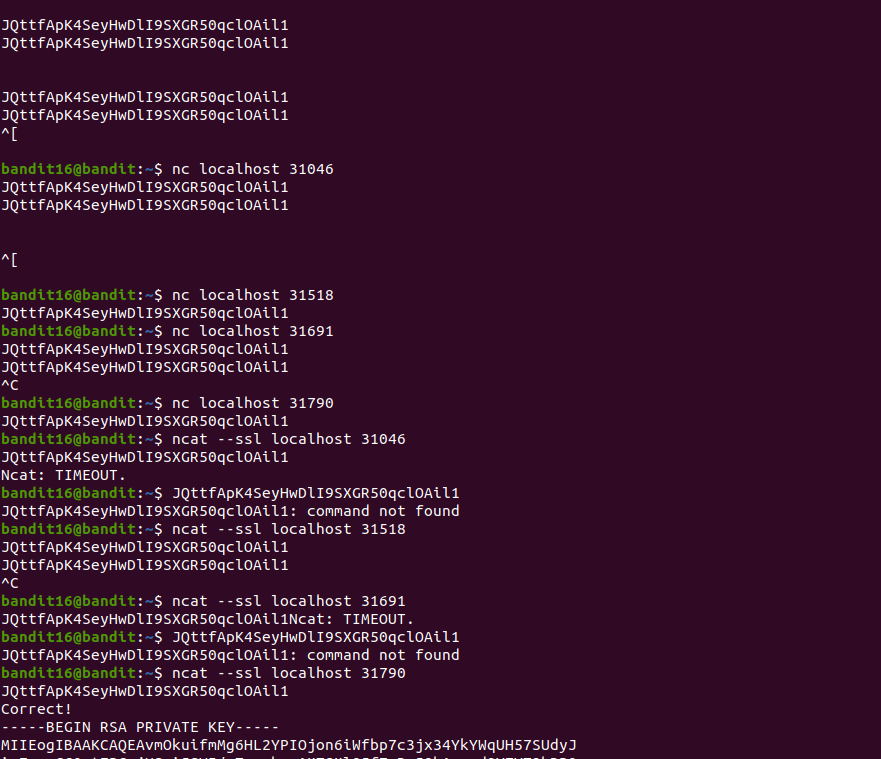 JQttfApK4SeyHwDlI9SXGR50qclOAil1
JQttfApK4SeyHwDlI9SXGR50qclOAil1
JQttfApK4SeyHwDlI9SXGR50qclOAil1
JQttfApK4SeyHwDlI9SXGR50qclOAil1
^[
bandit16@bandit:~$ nc localhost 31046
JQttfApK4SeyHwDlI9SXGR50qclOAil1
JQttfApK4SeyHwDlI9SXGR50qclOAil1
^[
bandit16@bandit:~$ nc localhost 31518
JQttfApK4SeyHwDlI9SXGR50qclOAil1
bandit16@bandit:~$ nc localhost 31691
JQttfApK4SeyHwDlI9SXGR50qclOAil1
JQttfApK4SeyHwDlI9SXGR50qclOAil1
^C
bandit16@bandit:~$ nc localhost 31790
JQttfApK4SeyHwDlI9SXGR50qclOAil1
bandit16@bandit:~$ ncat --ssl localhost 31046
JQttfApK4SeyHwDlI9SXGR50qclOAil1
Ncat: TIMEOUT.
bandit16@bandit:~$ JQttfApK4SeyHwDlI9SXGR50qclOAil1
JQttfApK4SeyHwDlI9SXGR50qclOAil1: command not found
bandit16@bandit:~$ ncat --ssl localhost 31518
JQttfApK4SeyHwDlI9SXGR50qclOAil1
JQttfApK4SeyHwDlI9SXGR50qclOAil1
^C
bandit16@bandit:~$ ncat --ssl localhost 31691
JQttfApK4SeyHwDlI9SXGR50qclOAil1Ncat: TIMEOUT.
bandit16@bandit:~$ JQttfApK4SeyHwDlI9SXGR50qclOAil1
JQttfApK4SeyHwDlI9SXGR50qclOAil1: command not found
bandit16@bandit:~$ ncat --ssl localhost 31790
JQttfApK4SeyHwDlI9SXGR50qclOAil1
Correct!
-----BEGIN RSA PRIVATE KEY-----
MIIEogIBAAKCAQEAvmOkuifmMg6HL2YPIOjon6iWfbp7c3jx34YkYWqUH57SUdyJ